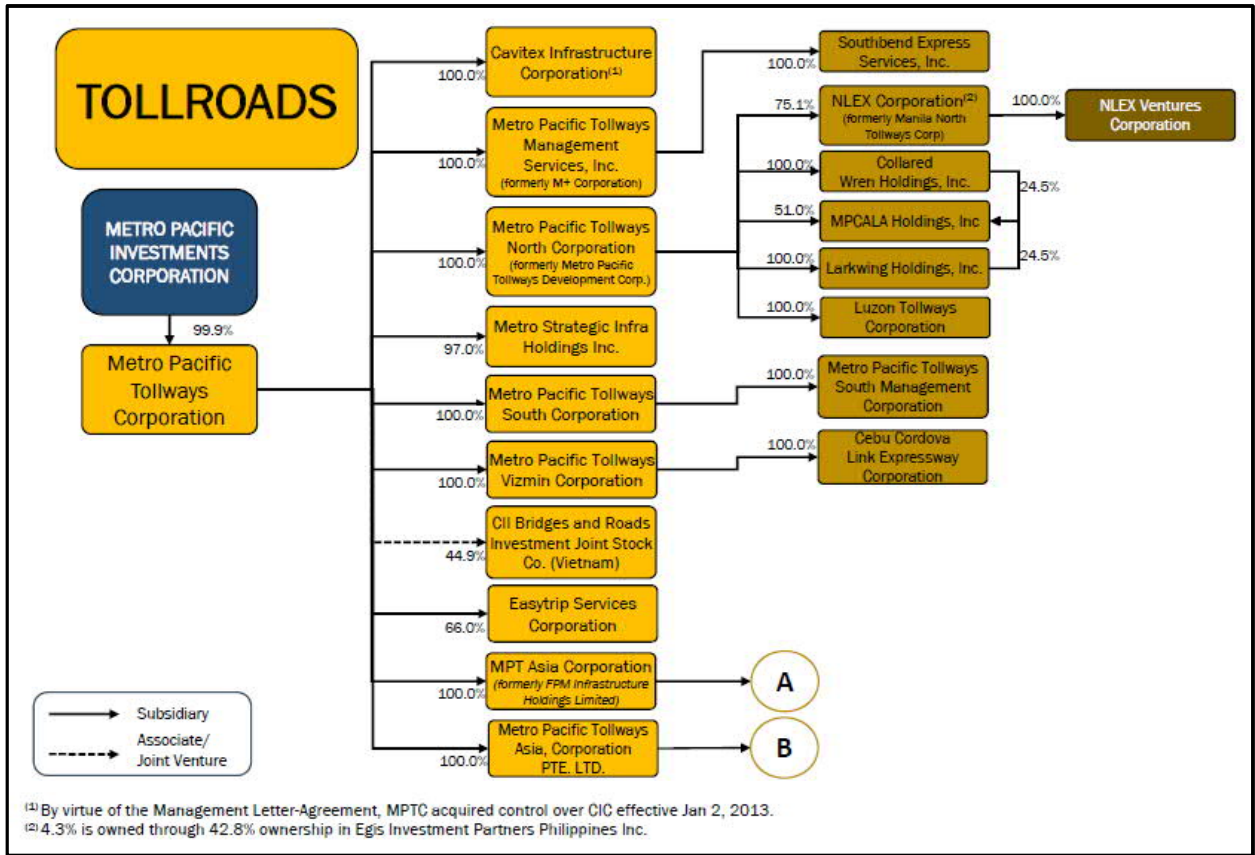 TOLLROADS
METRO PACIFIC
INVESTMENTS
CORPORATION
99.9%
Metro Pacific
Tollways
Corporation
Cavitex Infrastructure
Corporation(1)
100.0%
Metro Pacific Tollways
Management
Services, Inc.
(formerly M+ Corporation)
100.0%
Metro Pacific Tollways
North Corporation
(formerly Metro Pacific
Tollways Development Corp.)
100.0%
Metro Strategic Infra
Holdings Inc.
97.0%
Metro Pacific Tollways
South Corporation
100.0%
Metro Pacific Tollways
Vizmin Corporation
100.0%
CII Bridges and Roads
Investment Joint Stock
Co. (Vietnam)
44.9%
Easytrip Services
Corporation
66.0%
MPT Asia Corporation
(formerly FPM Infrastructure
Holdings Limited)
100.0%
Metro Pacific Tollways
Asia, Corporation
PTE. LTD.
100.0%
Southbend Express
Services, Inc.
100.0%
75.1%
NLEX Corporation(2)
(formerly Manila North
Tollways Corp)
100.0%
NLEX Ventures
Corporation
100.0%
Collared
Wren Holdings, Inc.
24.5%
51.0%
MPCALA Holdings, Inc
100.0%
Larkwing Holdings, Inc.
24.5%
100.0%
Luzon Tollways
Corporation
100.0%
Metro Pacific Tollways
South Management
Corporation
100.0%
Cebu Cordova
Link Expressway
Corporation
A
B
Subsidiary
Associate/
Joint Venture
(1) By virtue of the Management Letter-Agreement, MPTC acquired control over CIC effective Jan 2, 2013.
(2) 4.3% is owned through 42.8% ownership in Egis Investment Partners Philippines Inc.